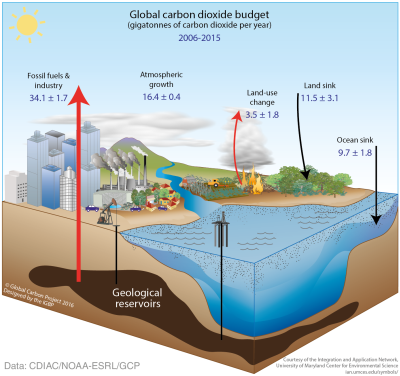 Global carbon dioxide budget
(gigatonnes of carbon dioxide per year)
2006-2015
Fossil fuels &
industry
34.1 ± 1.7
Atmospheric
growth
16.4 ± 0.4
Land-use
change
3.5 ± 1.8
Land sink
11.5 ± 3.1
Ocean sink
9.7 ± 1.8
Geological
reservoirs
© Global Carbon Project 2016
Designed by the IGBP
Data: CDIAC/NOAA-ESRL/GCP
Courtesy of the Integration and Application Network,
University of Maryland Center for Environmental Science
ian.umces.edu/symbols/